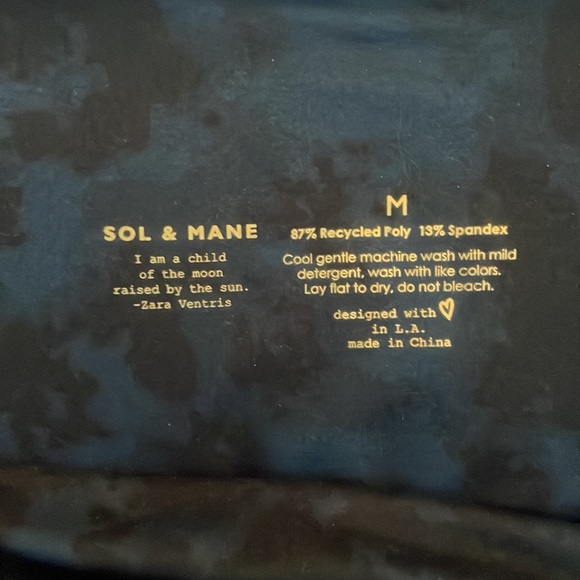 SOL & MANE
I am a child
of the moon
raised by the sun.
-Zara Ventris
M
87% Recycled Poly 13% Spandex
Cool gentle machine wash with mild
detergent, wash with like colors.
Lay flat to dry, do not bleach.
designed with
in L.A.
made in China